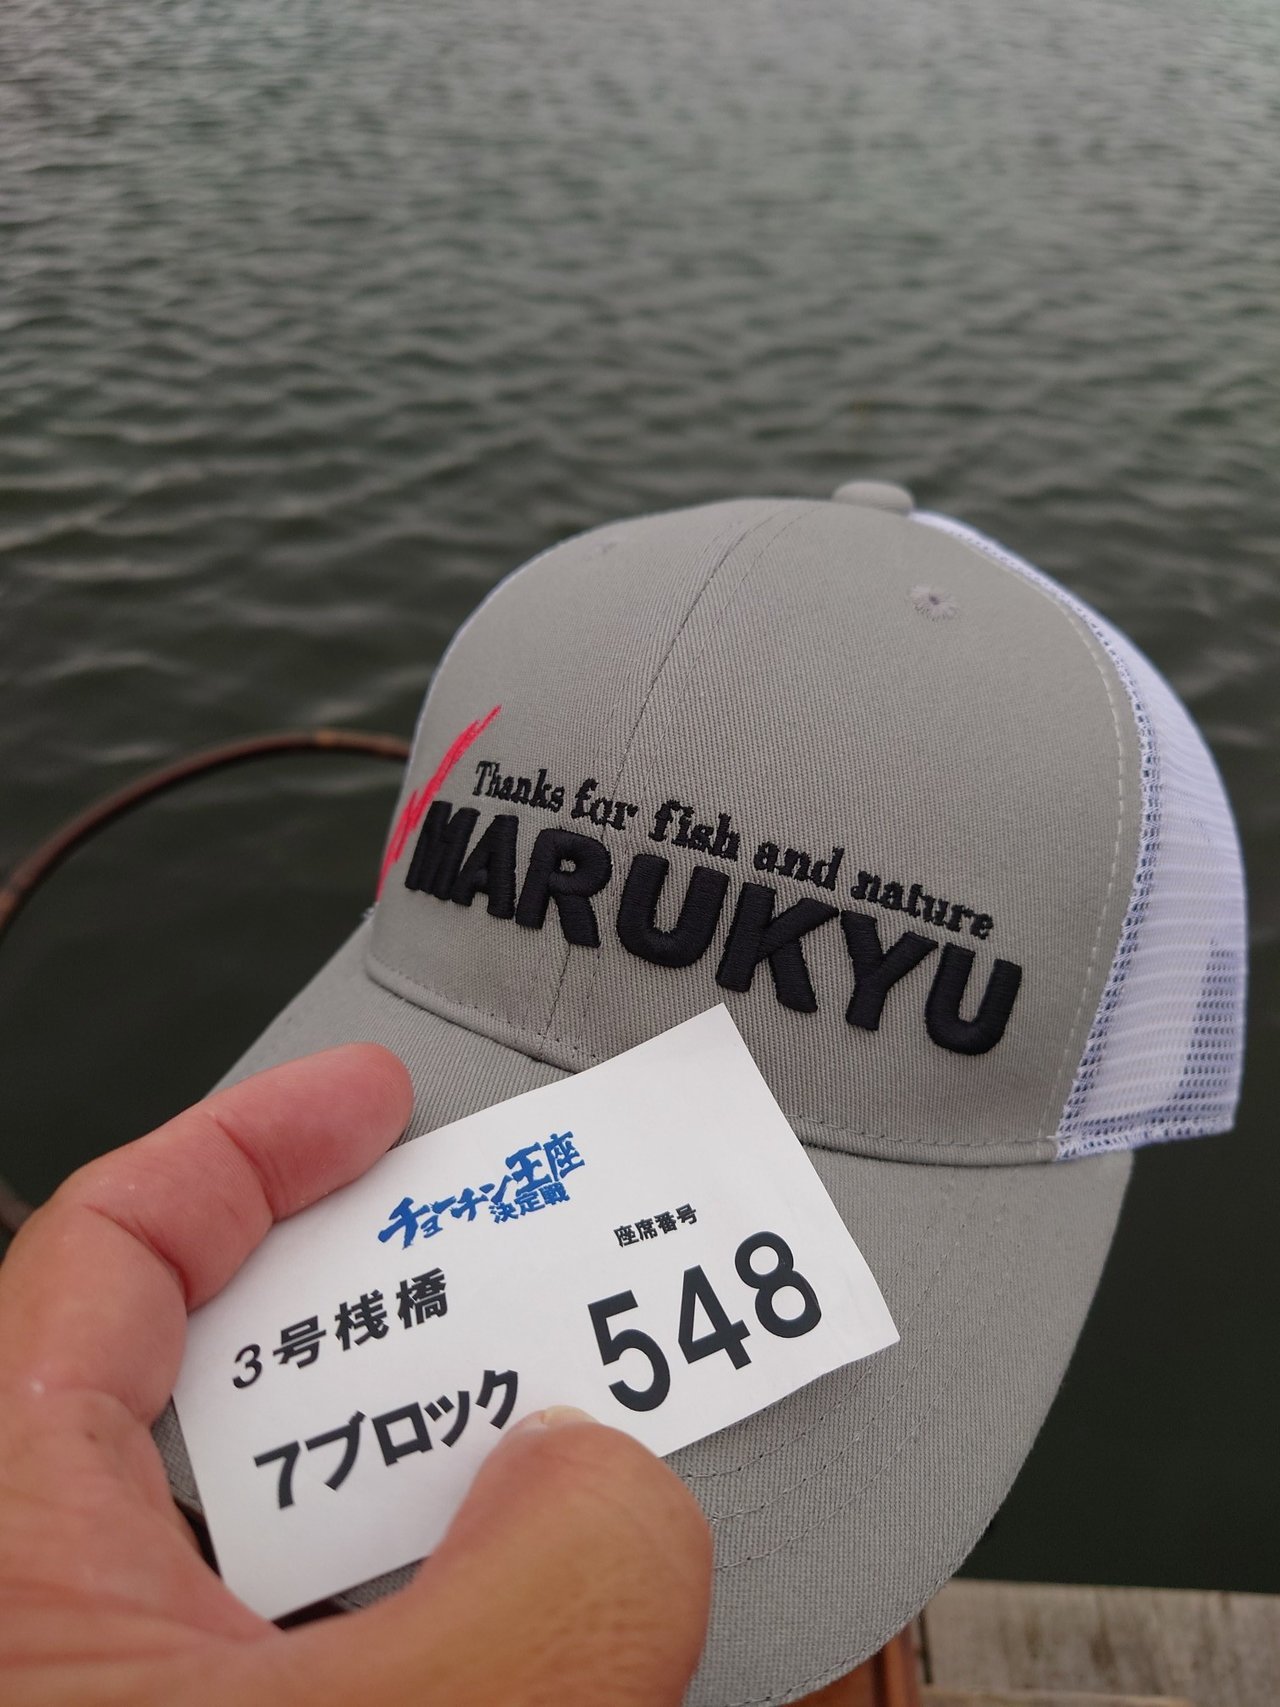 Thanks for fish and nature
MARUKYU
チョーチン王座
決定戦
座席番号
3号桟橋
548
7ブロック